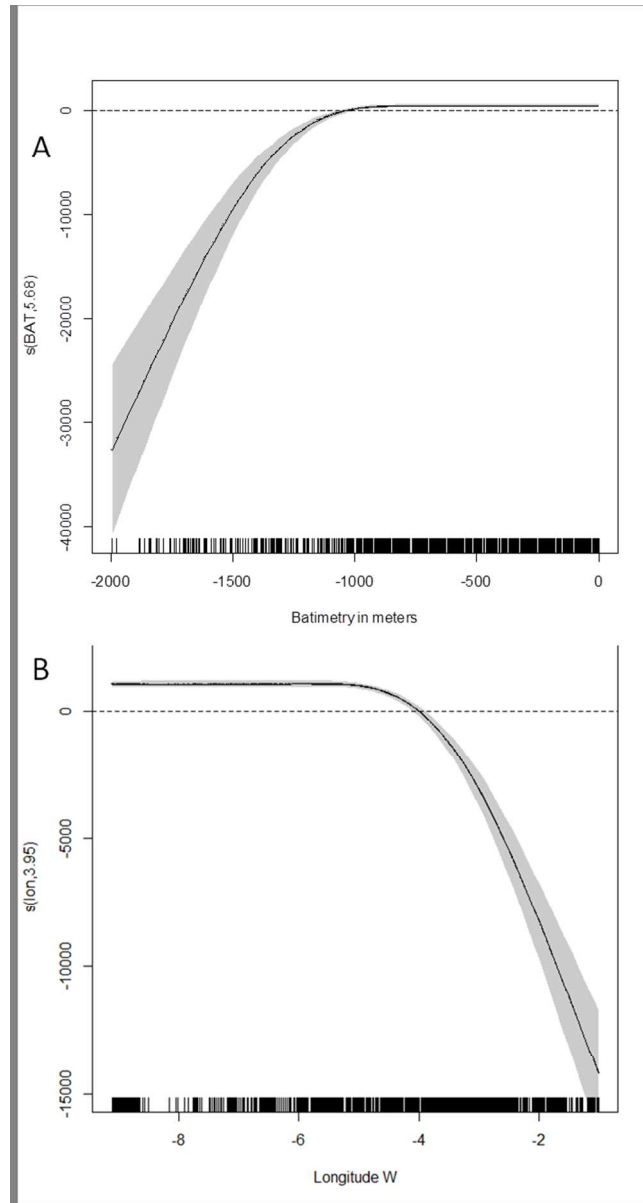 A
0
-10000
-20000
-30000
-40000
s(BAT,5.68)
-2000 -1500 -1000 -500 0
Batimetry in meters
B
0
-5000
-10000
-15000
s(lon,3.95)
-8 -6 -4 -2
Longitude W